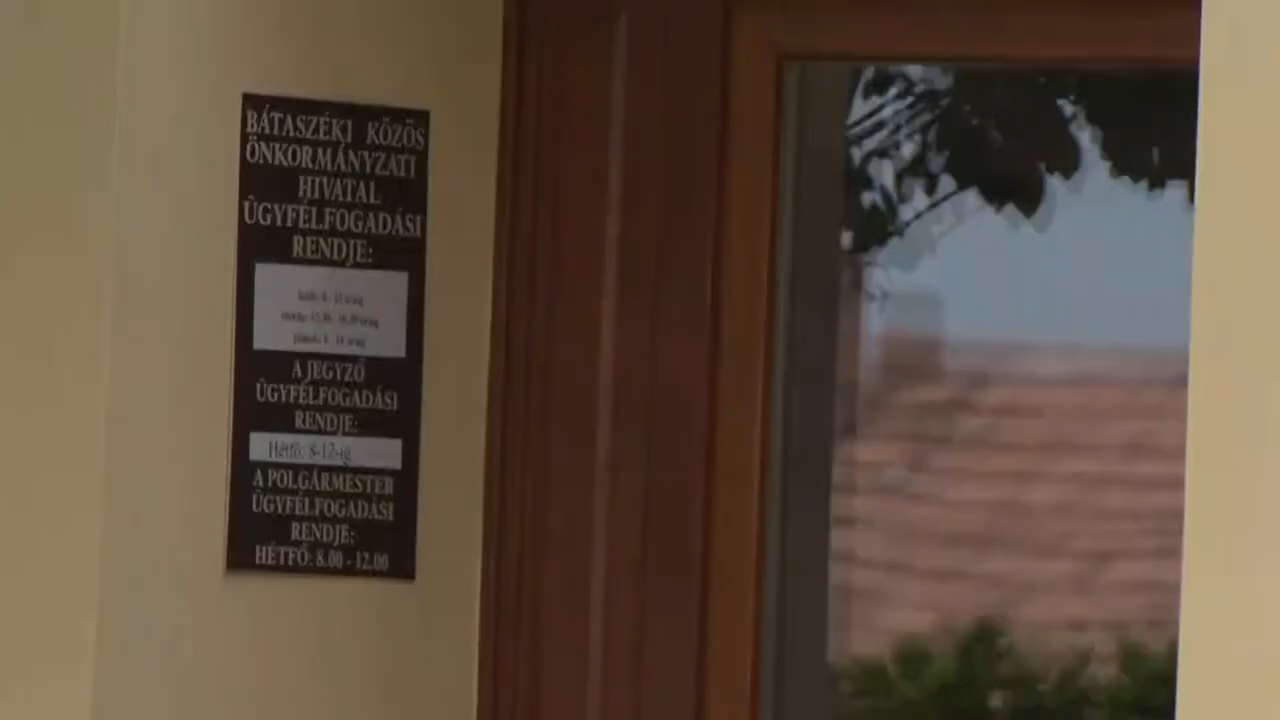 BÁTASZÉKI KÖZÖS
ÖNKORMÁNYZATI
HIVATAL
ÜGYFÉLFOGADÁSI
RENDJE:
A JEGYZŐ
ÜGYFÉLFOGADÁSI
RENDJE:
Hétfő: 8-12-ig
A POLGÁRMESTER
ÜGYFÉLFOGADÁSI
RENDJE:
HÉTFŐ: 8.00 - 12.00